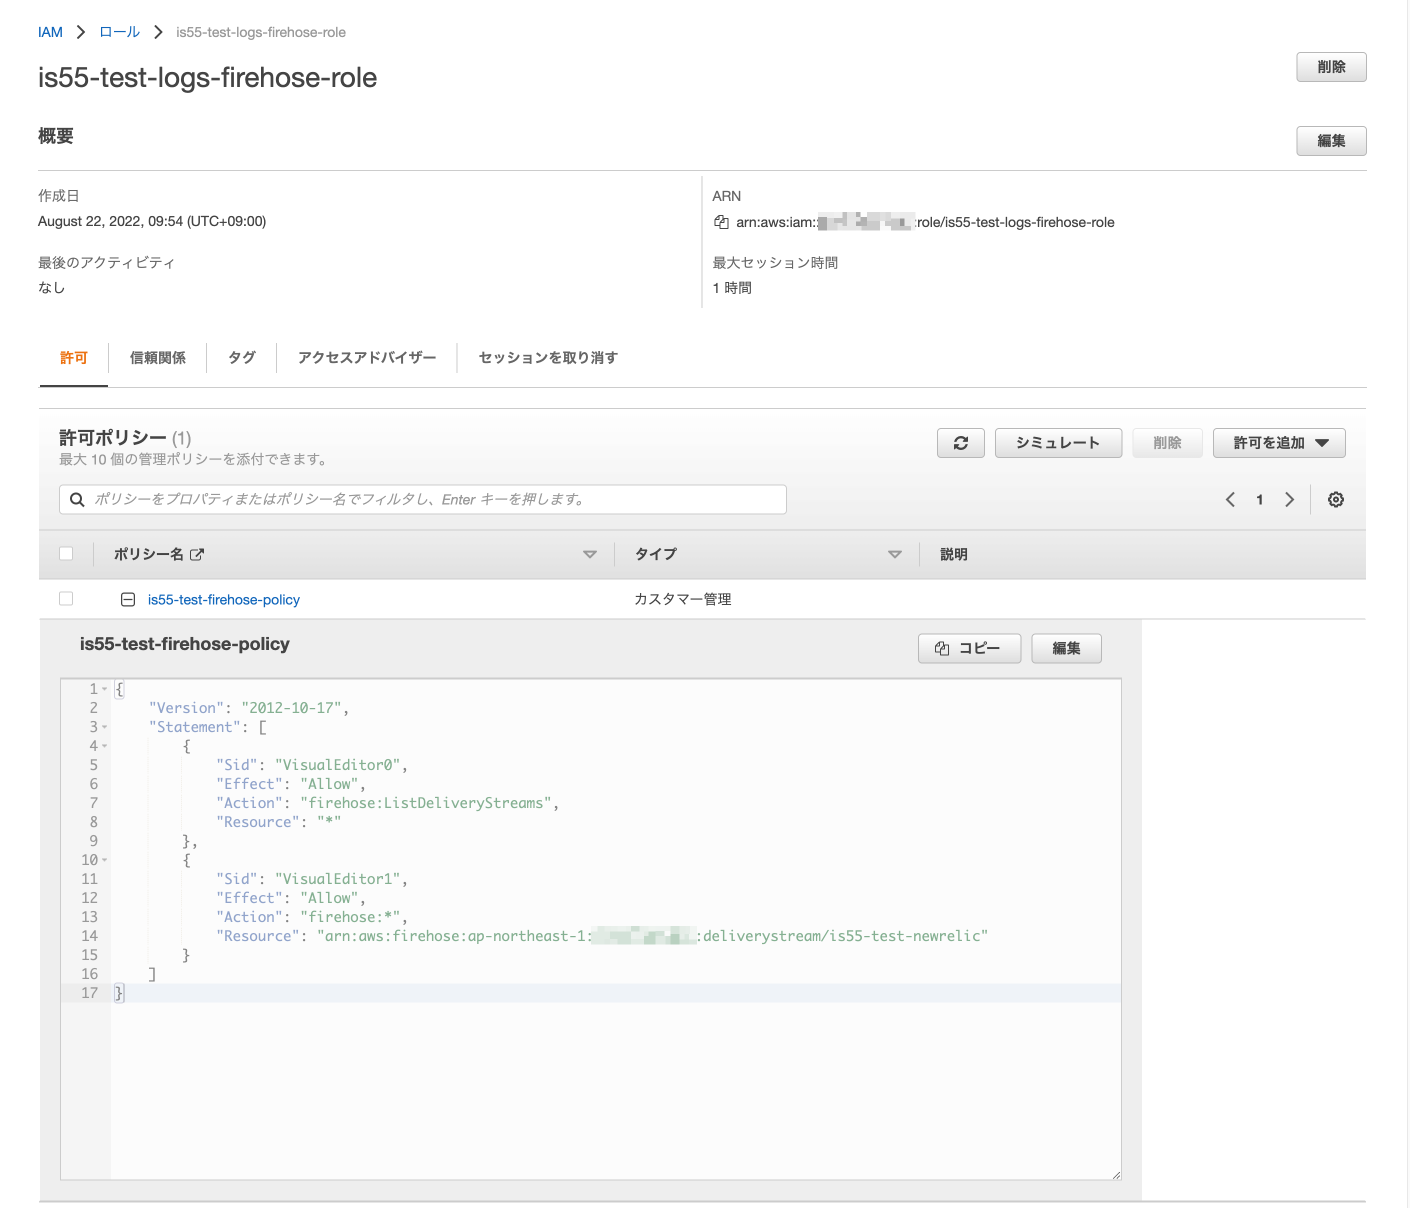 IAM > ロール > is55-test-logs-firehose-role
is55-test-logs-firehose-role
削除
概要
編集
作成日
August 22, 2022, 09:54 (UTC+09:00)
ARN
arn:aws:iam:: :role/is55-test-logs-firehose-role
最後のアクティビティ
なし
最大セッション時間
1 時間
許可 信頼関係 タグ アクセスアドバイザー セッションを取り消す
許可ポリシー (1)
最大 10 個の管理ポリシーを添付できます。
シミュレート 削除 許可を追加
ポリシーをプロパティまたはポリシー名でフィルタし、Enter キーを押します。
1
ポリシー名 タイプ 説明
is55-test-firehose-policy カスタマー管理
is55-test-firehose-policy
コピー 編集
1 {
2 "Version": "2012-10-17",
3 "Statement": [
4 {
5 "Sid": "VisualEditor0",
6 "Effect": "Allow",
7 "Action": "firehose:ListDeliveryStreams",
8 "Resource": "*"
9 },
10 {
11 "Sid": "VisualEditor1",
12 "Effect": "Allow",
13 "Action": "firehose:*",
14 "Resource": "arn:aws:firehose:ap-northeast-1: :deliverystream/is55-test-newrelic"
15 }
16 ]
17 }